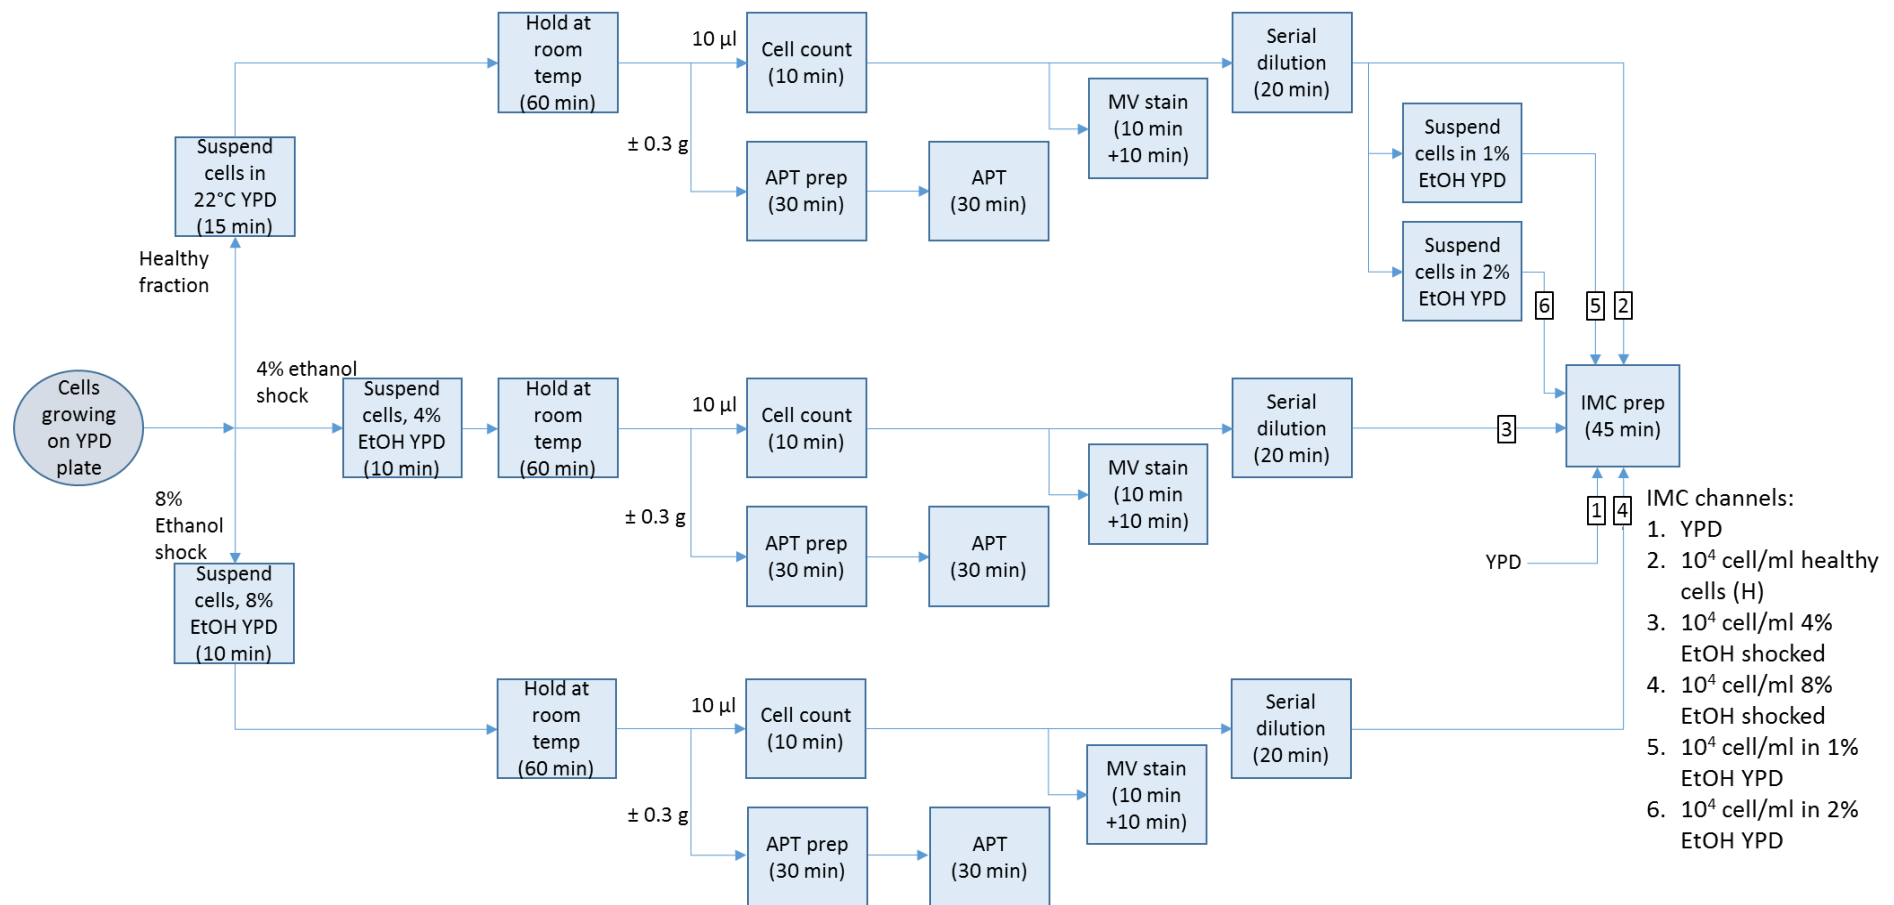 Cells
growing
on YPD
plate
Healthy
fraction
4% ethanol
shock
8%
Ethanol
shock
Suspend
cells in
22°C YPD
(15 min)
Hold at
room
temp
(60 min)
10 µl
± 0.3 g
Cell count
(10 min)
APT prep
(30 min)
APT
(30 min)
MV stain
(10 min
+10 min)
Serial
dilution
(20 min)
Suspend
cells in 1%
EtOH YPD
Suspend
cells in 2%
EtOH YPD
6
5
2
Suspend
cells, 4%
EtOH YPD
(10 min)
Hold at
room
temp
(60 min)
10 µl
± 0.3 g
Cell count
(10 min)
APT prep
(30 min)
APT
(30 min)
MV stain
(10 min
+10 min)
Serial
dilution
(20 min)
3
IMC prep
(45 min)
1
4
YPD
Suspend
cells, 8%
EtOH YPD
(10 min)
Hold at
room
temp
(60 min)
10 µl
± 0.3 g
Cell count
(10 min)
APT prep
(30 min)
APT
(30 min)
MV stain
(10 min
+10 min)
Serial
dilution
(20 min)
IMC channels:
1. YPD
2. 10⁴ cell/ml healthy
cells (H)
3. 10⁴ cell/ml 4%
EtOH shocked
4. 10⁴ cell/ml 8%
EtOH shocked
5. 10⁴ cell/ml in 1%
EtOH YPD
6. 10⁴ cell/ml in 2%
EtOH YPD